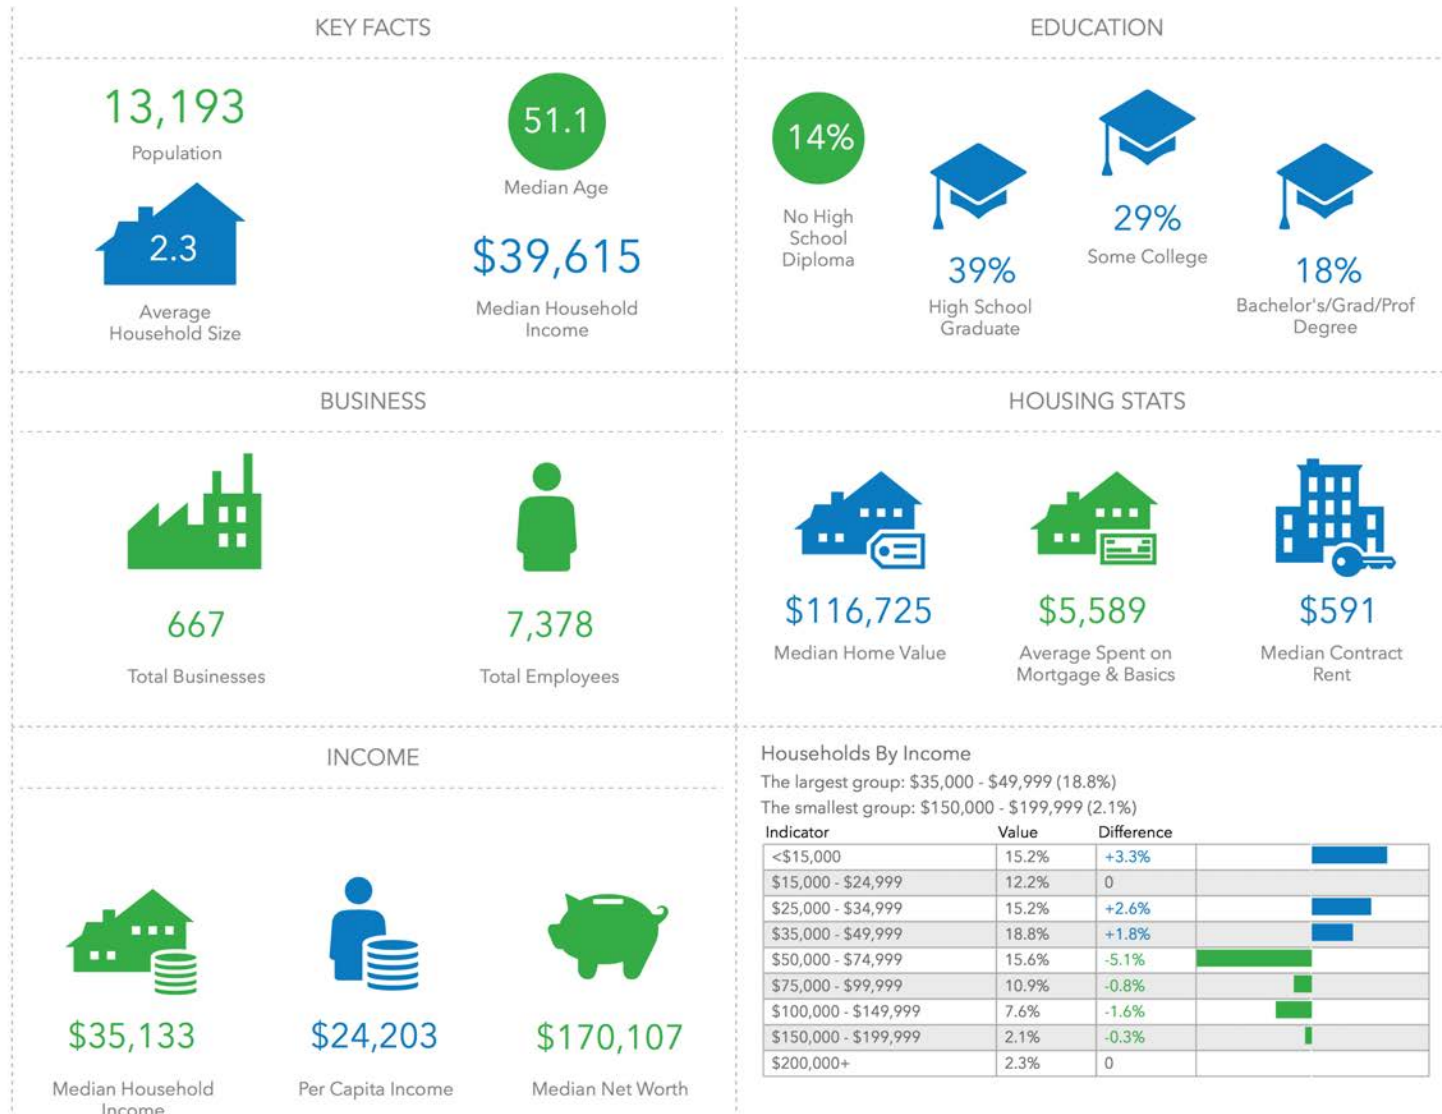 KEY FACTS
13,193
Population
51.1
Median Age
2.3
Average
Household Size
$39,615
Median Household
Income
EDUCATION
14%
No High
School
Diploma
39%
High School
Graduate
29%
Some College
18%
Bachelor's/Grad/Prof
Degree
BUSINESS
667
Total Businesses
7,378
Total Employees
HOUSING STATS
$116,725
Median Home Value
$5,589
Average Spent on
Mortgage & Basics
$591
Median Contract
Rent
INCOME
$35,133
Median Household
Income
$24,203
Per Capita Income
$170,107
Median Net Worth
Households By Income
The largest group: $35,000 - $49,999 (18.8%)
The smallest group: $150,000 - $199,999 (2.1%)
Indicator Value Difference
<$15,000 15.2% +3.3%
$15,000 - $24,999 12.2% 0
$25,000 - $34,999 15.2% +2.6%
$35,000 - $49,999 18.8% +1.8%
$50,000 - $74,999 15.6% -5.1%
$75,000 - $99,999 10.9% -0.8%
$100,000 - $149,999 7.6% -1.6%
$150,000 - $199,999 2.1% -0.3%
$200,000+ 2.3% 0